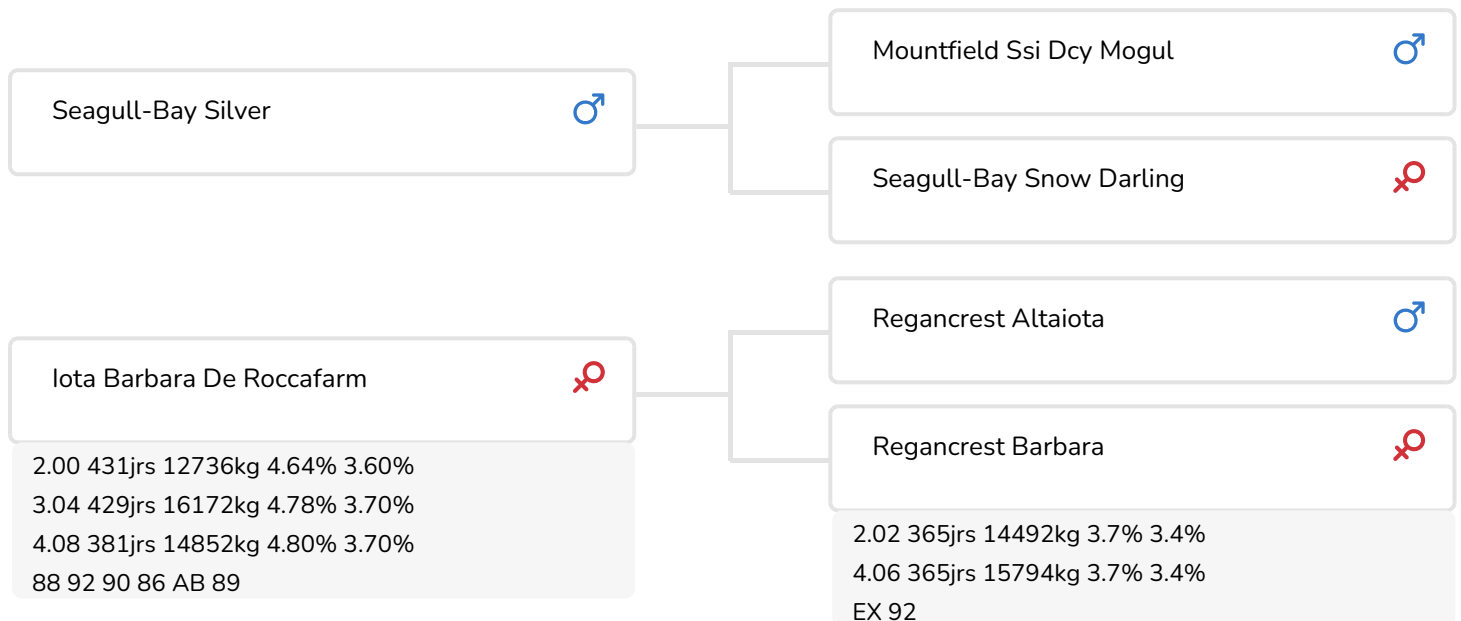 Mountfield Ssi Dcy Mogul
Seagull-Bay Silver
Seagull-Bay Snow Darling
Regancrest Altaiota
Iota Barbara De Roccafarm
2.00 431jrs 12736kg 4.64% 3.60%
3.04 429jrs 16172kg 4.78% 3.70%
4.08 381jrs 14852kg 4.80% 3.70%
88 92 90 86 AB 89
Regancrest Barbara
2.02 365jrs 14492kg 3.7% 3.4%
4.06 365jrs 15794kg 3.7% 3.4%
EX 92